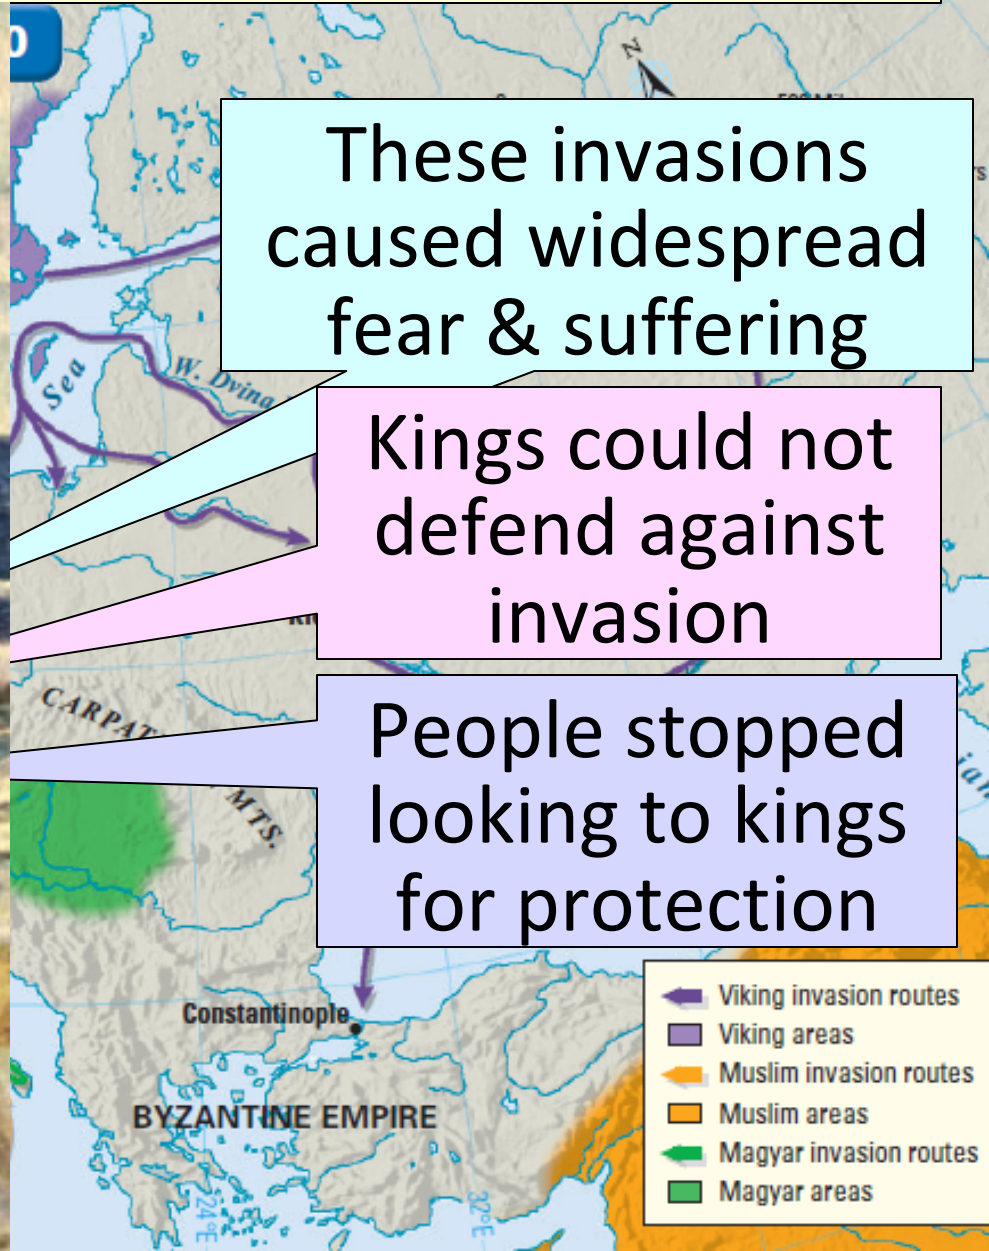 0
N
These invasions
caused widespread
fear & suffering
Sea
W. Dvina
Kings could not
defend against
invasion
People stopped
looking to kings
for protection
MTS.
Constantinople
BYZANTINE EMPIRE
24°E
32°E
Viking invasion routes
Viking areas
Muslim invasion routes
Muslim areas
Magyar invasion routes
Magyar areas